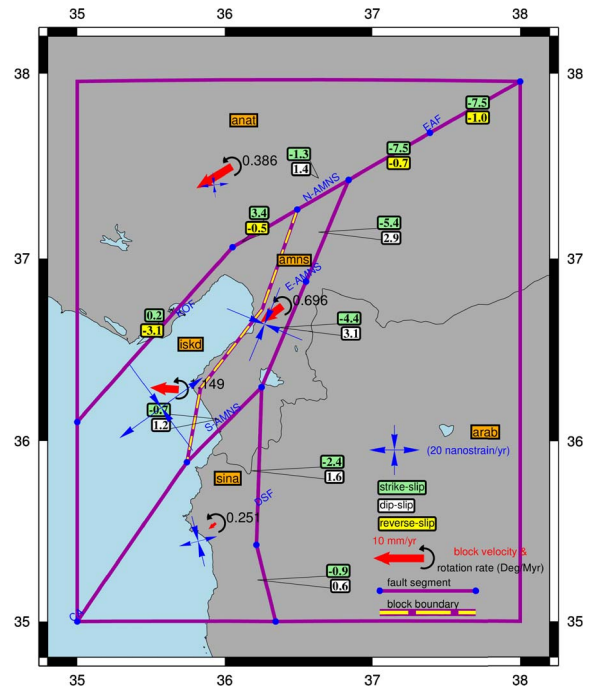 35 36 37 38
38 38
-7.5
-1.0
EAF
anat
-7.5
-0.7
-1.3
1.4
0.386
N-AMNS
3.4
-0.5
-5.4
2.9
37 37
amns
E-AMNS
0.696
KOF
0.2
-3.1
-4.4
3.1
iskd
149
-0.7
1.2
S-AMNS
36 36
arab
(20 nanostrain/yr)
sina
-2.4
1.6
DSF
strike-slip
dip-slip
reverse-slip
0.251
10 mm/yr
block velocity &
rotation rate (Deg/Myr)
-0.9
0.6
fault segment
block boundary
35 35
35 36 37 38